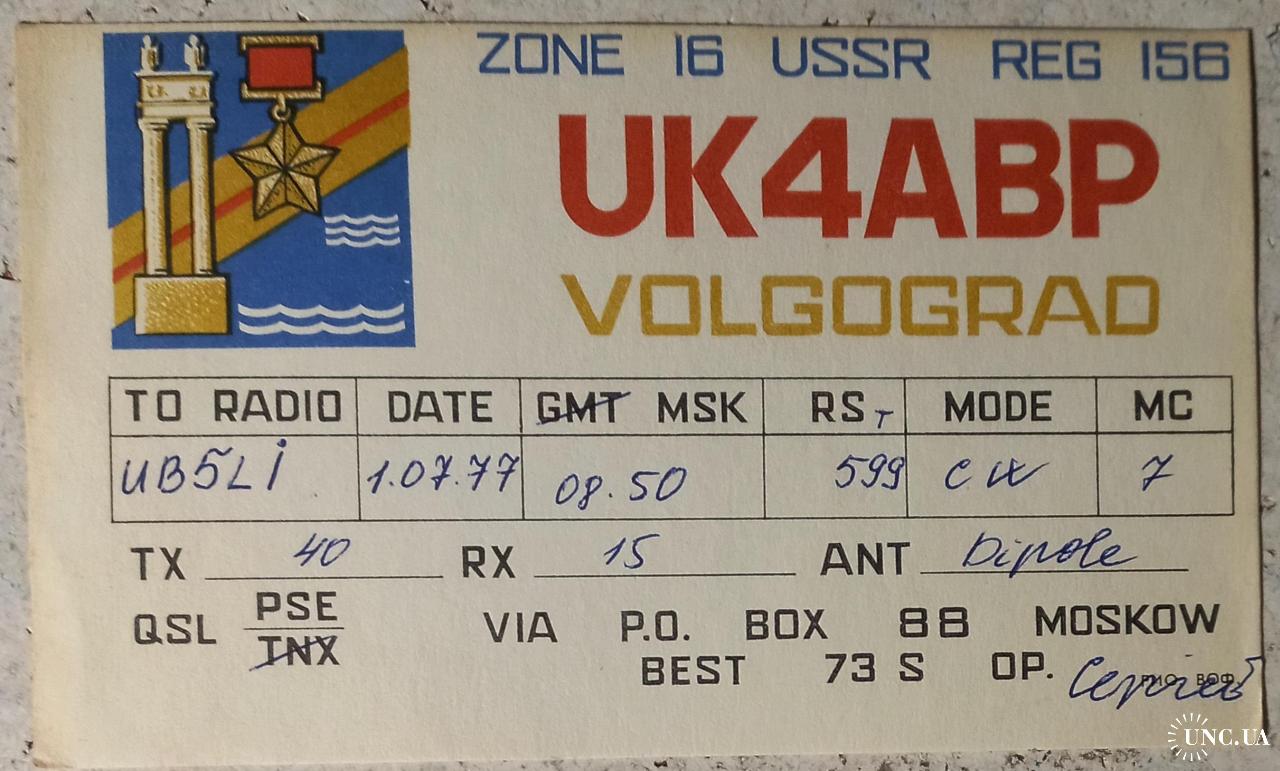 ZONE 16 USSR REG 156
UK4ABP
VOLGOGRAD
TO RADIO DATE GMT MSK RST MODE MC
UB5LI 1.07.77 08.50 599 CW 7
TX 40 RX 15 ANT Dipole
QSL PSE VIA P.O. BOX 88 MOSKOW
TNX
BEST 73 S OP. Сергей
UNC.UA